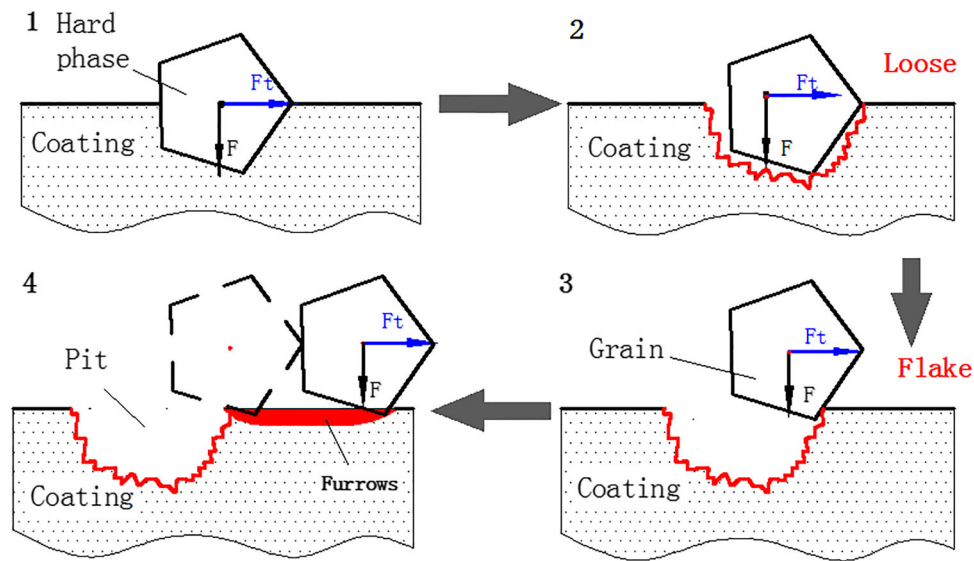 1
Hard
phase
Ft
F
Coating
2
Loose
Ft
F
Coating
3
Ft
Grain
F
Flake
Coating
4
Ft
Pit
F
Coating
Furrows